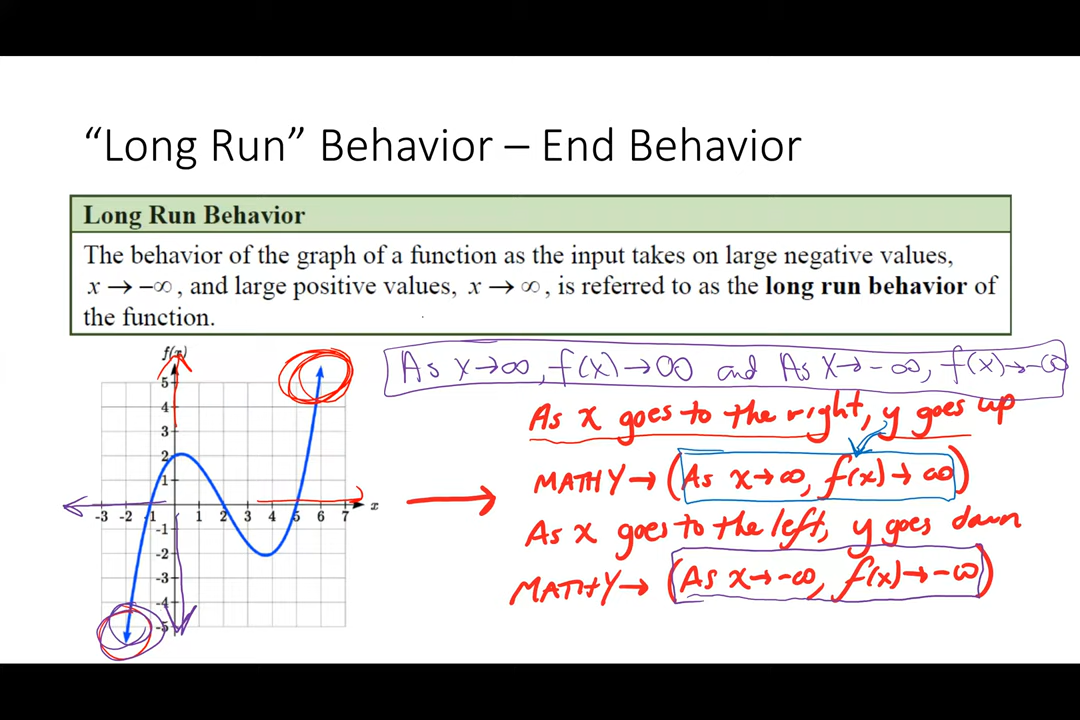 “Long Run” Behavior – End Behavior
Long Run Behavior
The behavior of the graph of a function as the input takes on large negative values,
x → −∞, and large positive values, x → ∞, is referred to as the long run behavior of
the function.
f(x)
As x→∞, f(x)→∞ and As x→-∞, f(x)→-∞
As x goes to the right, y goes up
MATHY → (As x→∞, f(x)→∞)
As x goes to the left, y goes down
MATHY → (As x→-∞, f(x)→-∞)
5
4
3
2
1
-3 -2 -1 1 2 3 4 5 6 7 x
-1
-2
-3
-4
-5